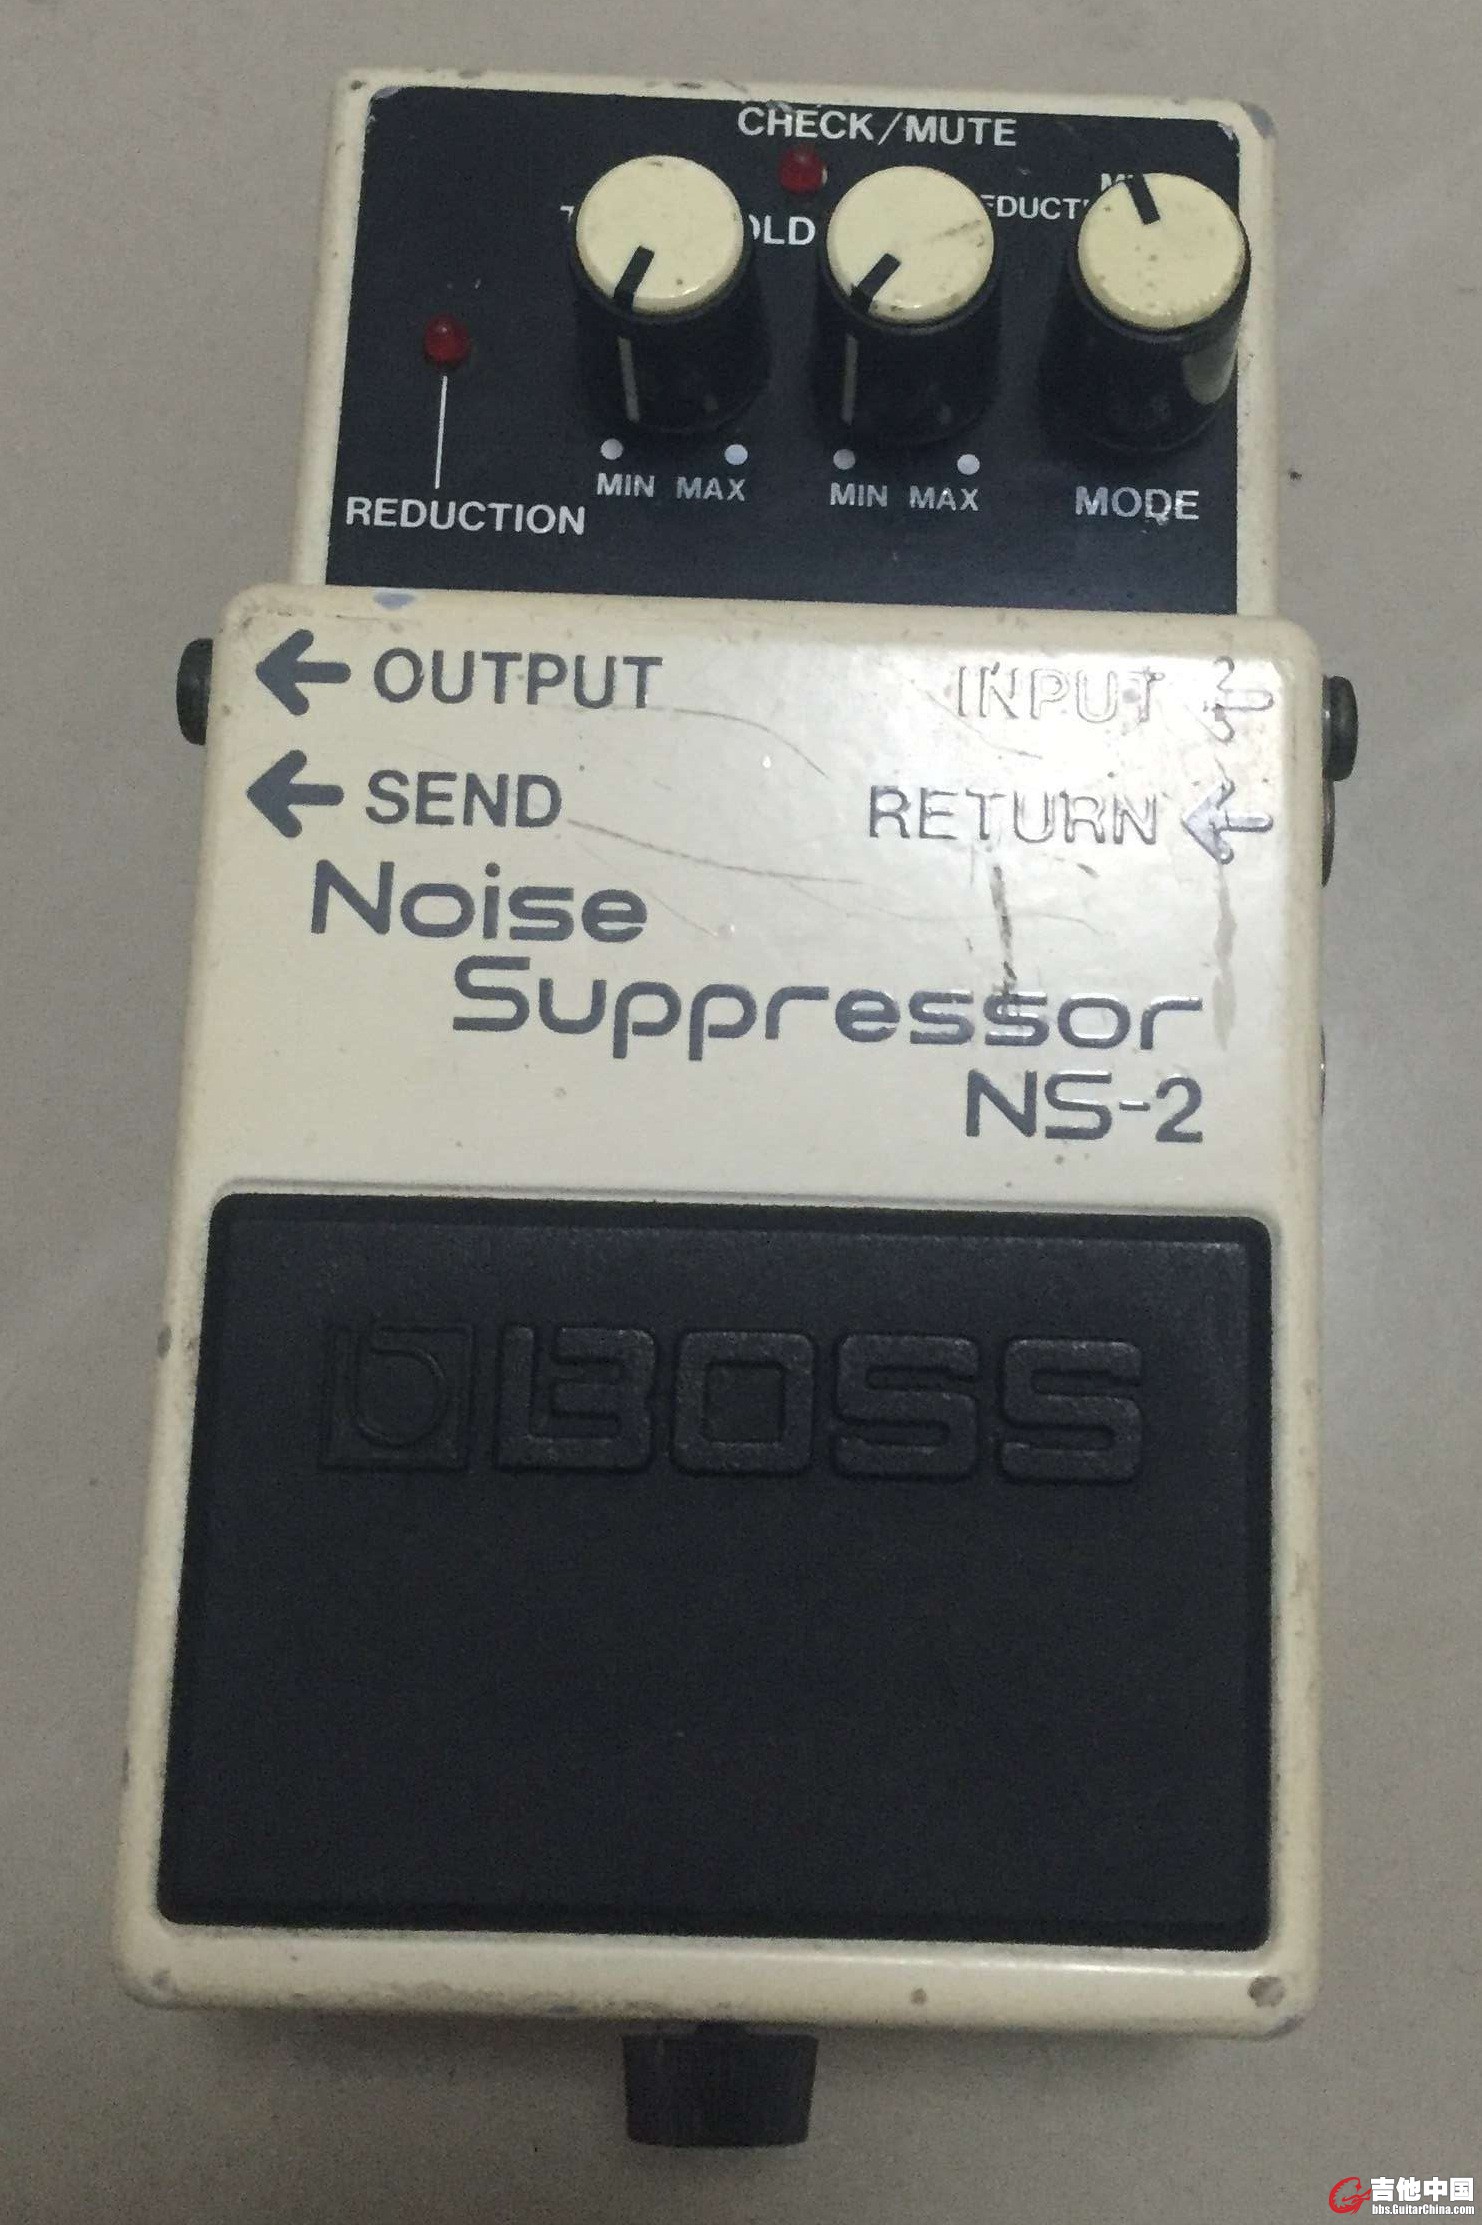 CHECK/MUTE
REDUCTION
MIN MAX
MIN MAX
MODE
OUTPUT
INPUT
SEND
RETURN
Noise
Suppressor
NS-2
BOSS
吉他中国
bbs.GuitarChina.com